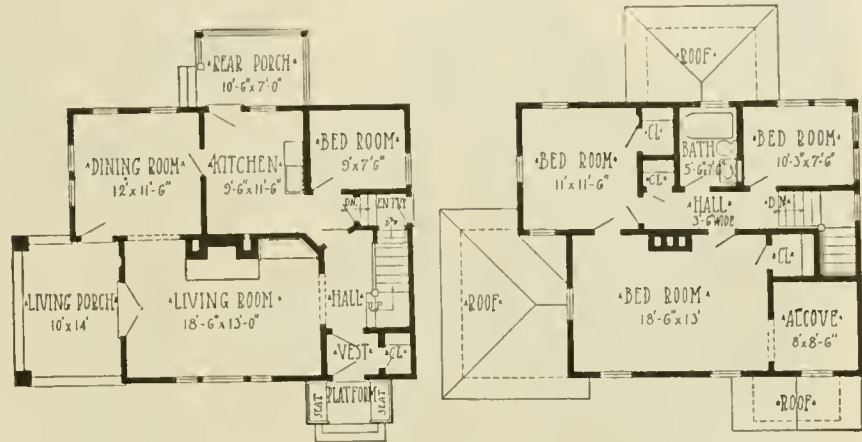 REAR PORCH
10'-6"x7'-0"
BED ROOM
9'x7'6"
KITCHEN
9'-6"x11'-6"
DINING ROOM
12'x11'-6"
DN.
ENTRY
LIVING PORCH
10'x14'
LIVING ROOM
18'-6"x13'-0"
HALL
UP
VEST
CL
SEAT
PLATFORM
SEAT
ROOF
CL
BED ROOM
11'x11'-6"
CL
BATH
5'-6"x7'6"
BED ROOM
10'-3"x7'-6"
HALL
3'-6"WIDE
DN
ROOF
BED ROOM
18'-6"x13'
CL
ALCOVE
8'x8'-6"
ROOF